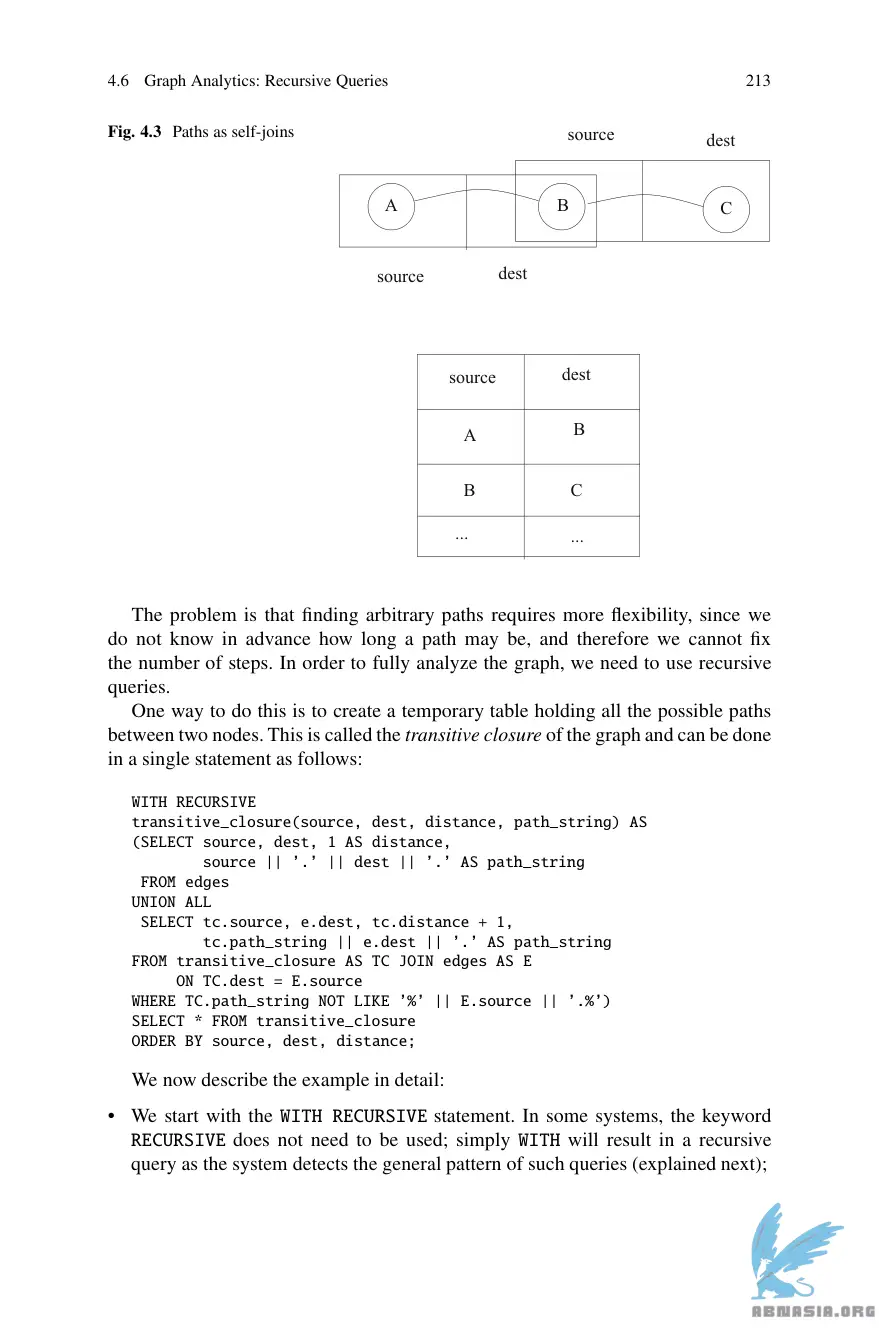 4.6 Graph Analytics: Recursive Queries 213
Fig. 4.3 Paths as self-joins
source dest
A B C
source dest
source dest
A B
B C
... ...
The problem is that finding arbitrary paths requires more flexibility, since we
do not know in advance how long a path may be, and therefore we cannot fix
the number of steps. In order to fully analyze the graph, we need to use recursive
queries.
One way to do this is to create a temporary table holding all the possible paths
between two nodes. This is called the transitive closure of the graph and can be done
in a single statement as follows:
WITH RECURSIVE
transitive_closure(source, dest, distance, path_string) AS
(SELECT source, dest, 1 AS distance,
source || ’.’ || dest || ’.’ AS path_string
FROM edges
UNION ALL
SELECT tc.source, e.dest, tc.distance + 1,
tc.path_string || e.dest || ’.’ AS path_string
FROM transitive_closure AS TC JOIN edges AS E
ON TC.dest = E.source
WHERE TC.path_string NOT LIKE ’%’ || E.source || ’.%’)
SELECT * FROM transitive_closure
ORDER BY source, dest, distance;
We now describe the example in detail:
• We start with the WITH RECURSIVE statement. In some systems, the keyword
RECURSIVE does not need to be used; simply WITH will result in a recursive
query as the system detects the general pattern of such queries (explained next);
ABNASIA.ORG